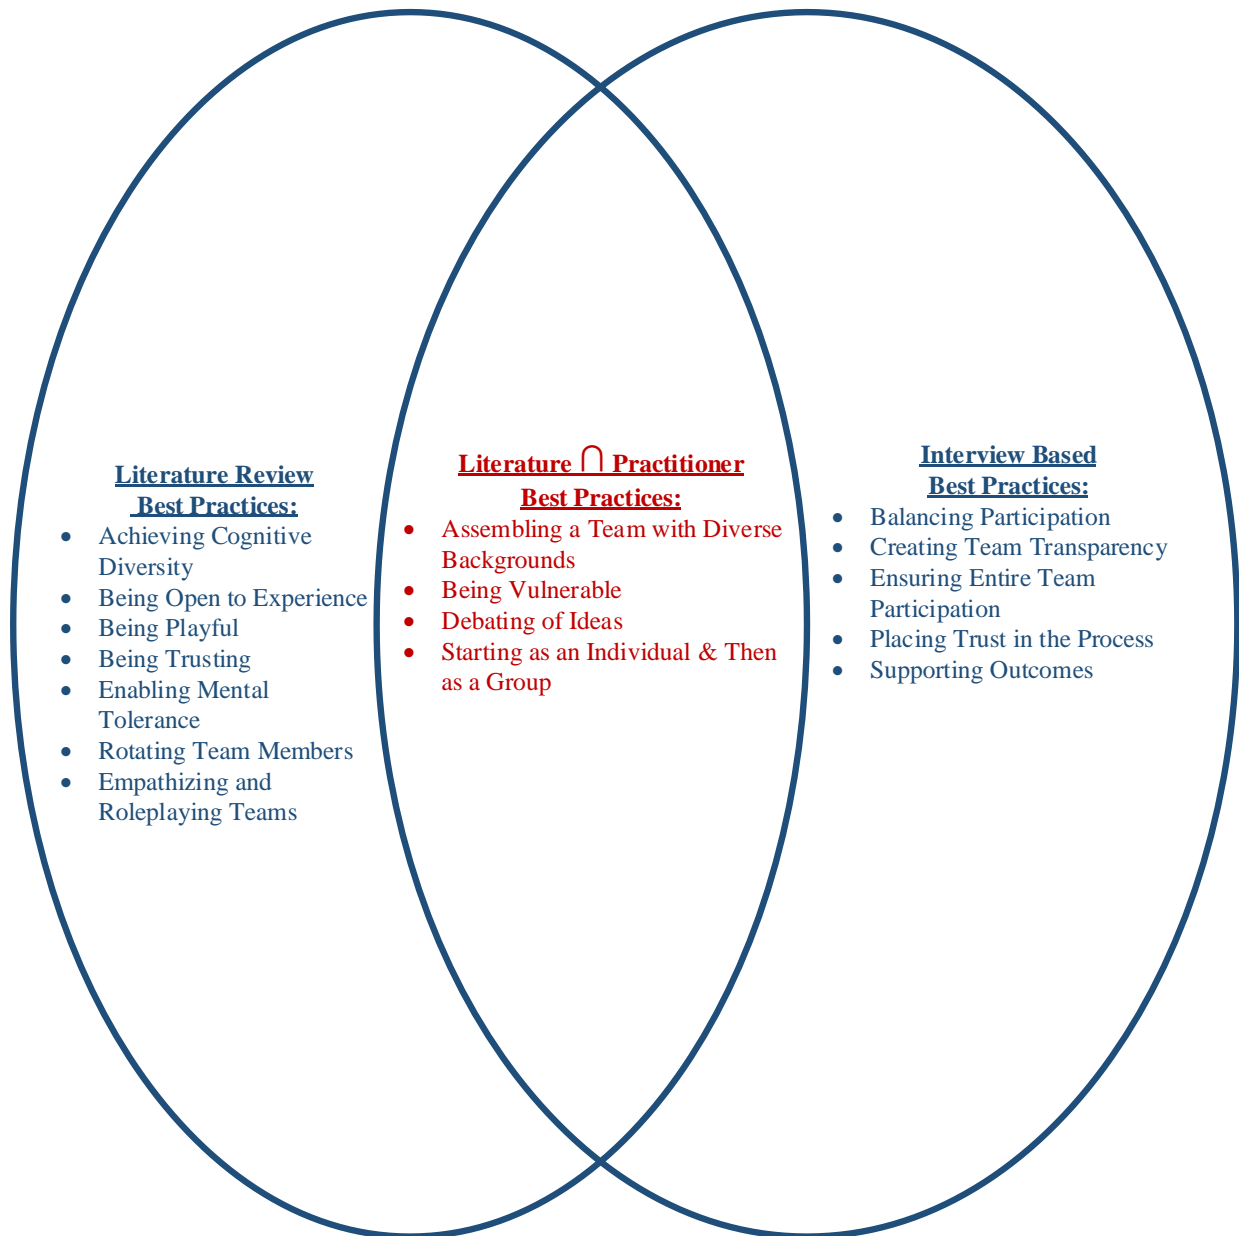 Literature Review
Best Practices:
• Achieving Cognitive
Diversity
• Being Open to Experience
• Being Playful
• Being Trusting
• Enabling Mental
Tolerance
• Rotating Team Members
• Empathizing and
Roleplaying Teams
Literature ⋂ Practitioner
Best Practices:
• Assembling a Team with Diverse
Backgrounds
• Being Vulnerable
• Debating of Ideas
• Starting as an Individual & Then
as a Group
Interview Based
Best Practices:
• Balancing Participation
• Creating Team Transparency
• Ensuring Entire Team
Participation
• Placing Trust in the Process
• Supporting Outcomes